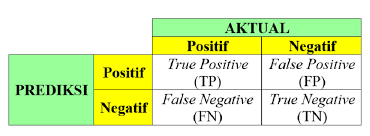 AKTUAL
Positif Negatif
PREDIKSI
Positif
True Positive
(TP)
False Positive
(FP)
Negatif
False Negative
(FN)
True Negative
(TN)